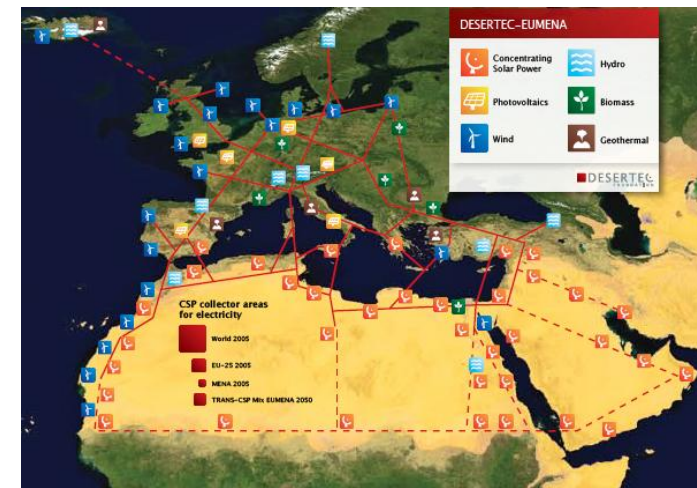 DESERTEC-EUMENA
Concentrating
Solar Power
Hydro
Photovoltaics
Biomass
Wind
Geothermal
DESERTEC
FOUNDATION
CSP collector areas
for electricity
World 2005
EU-25 2005
MENA 2005
TRANS-CSP Mix EUMENA 2050